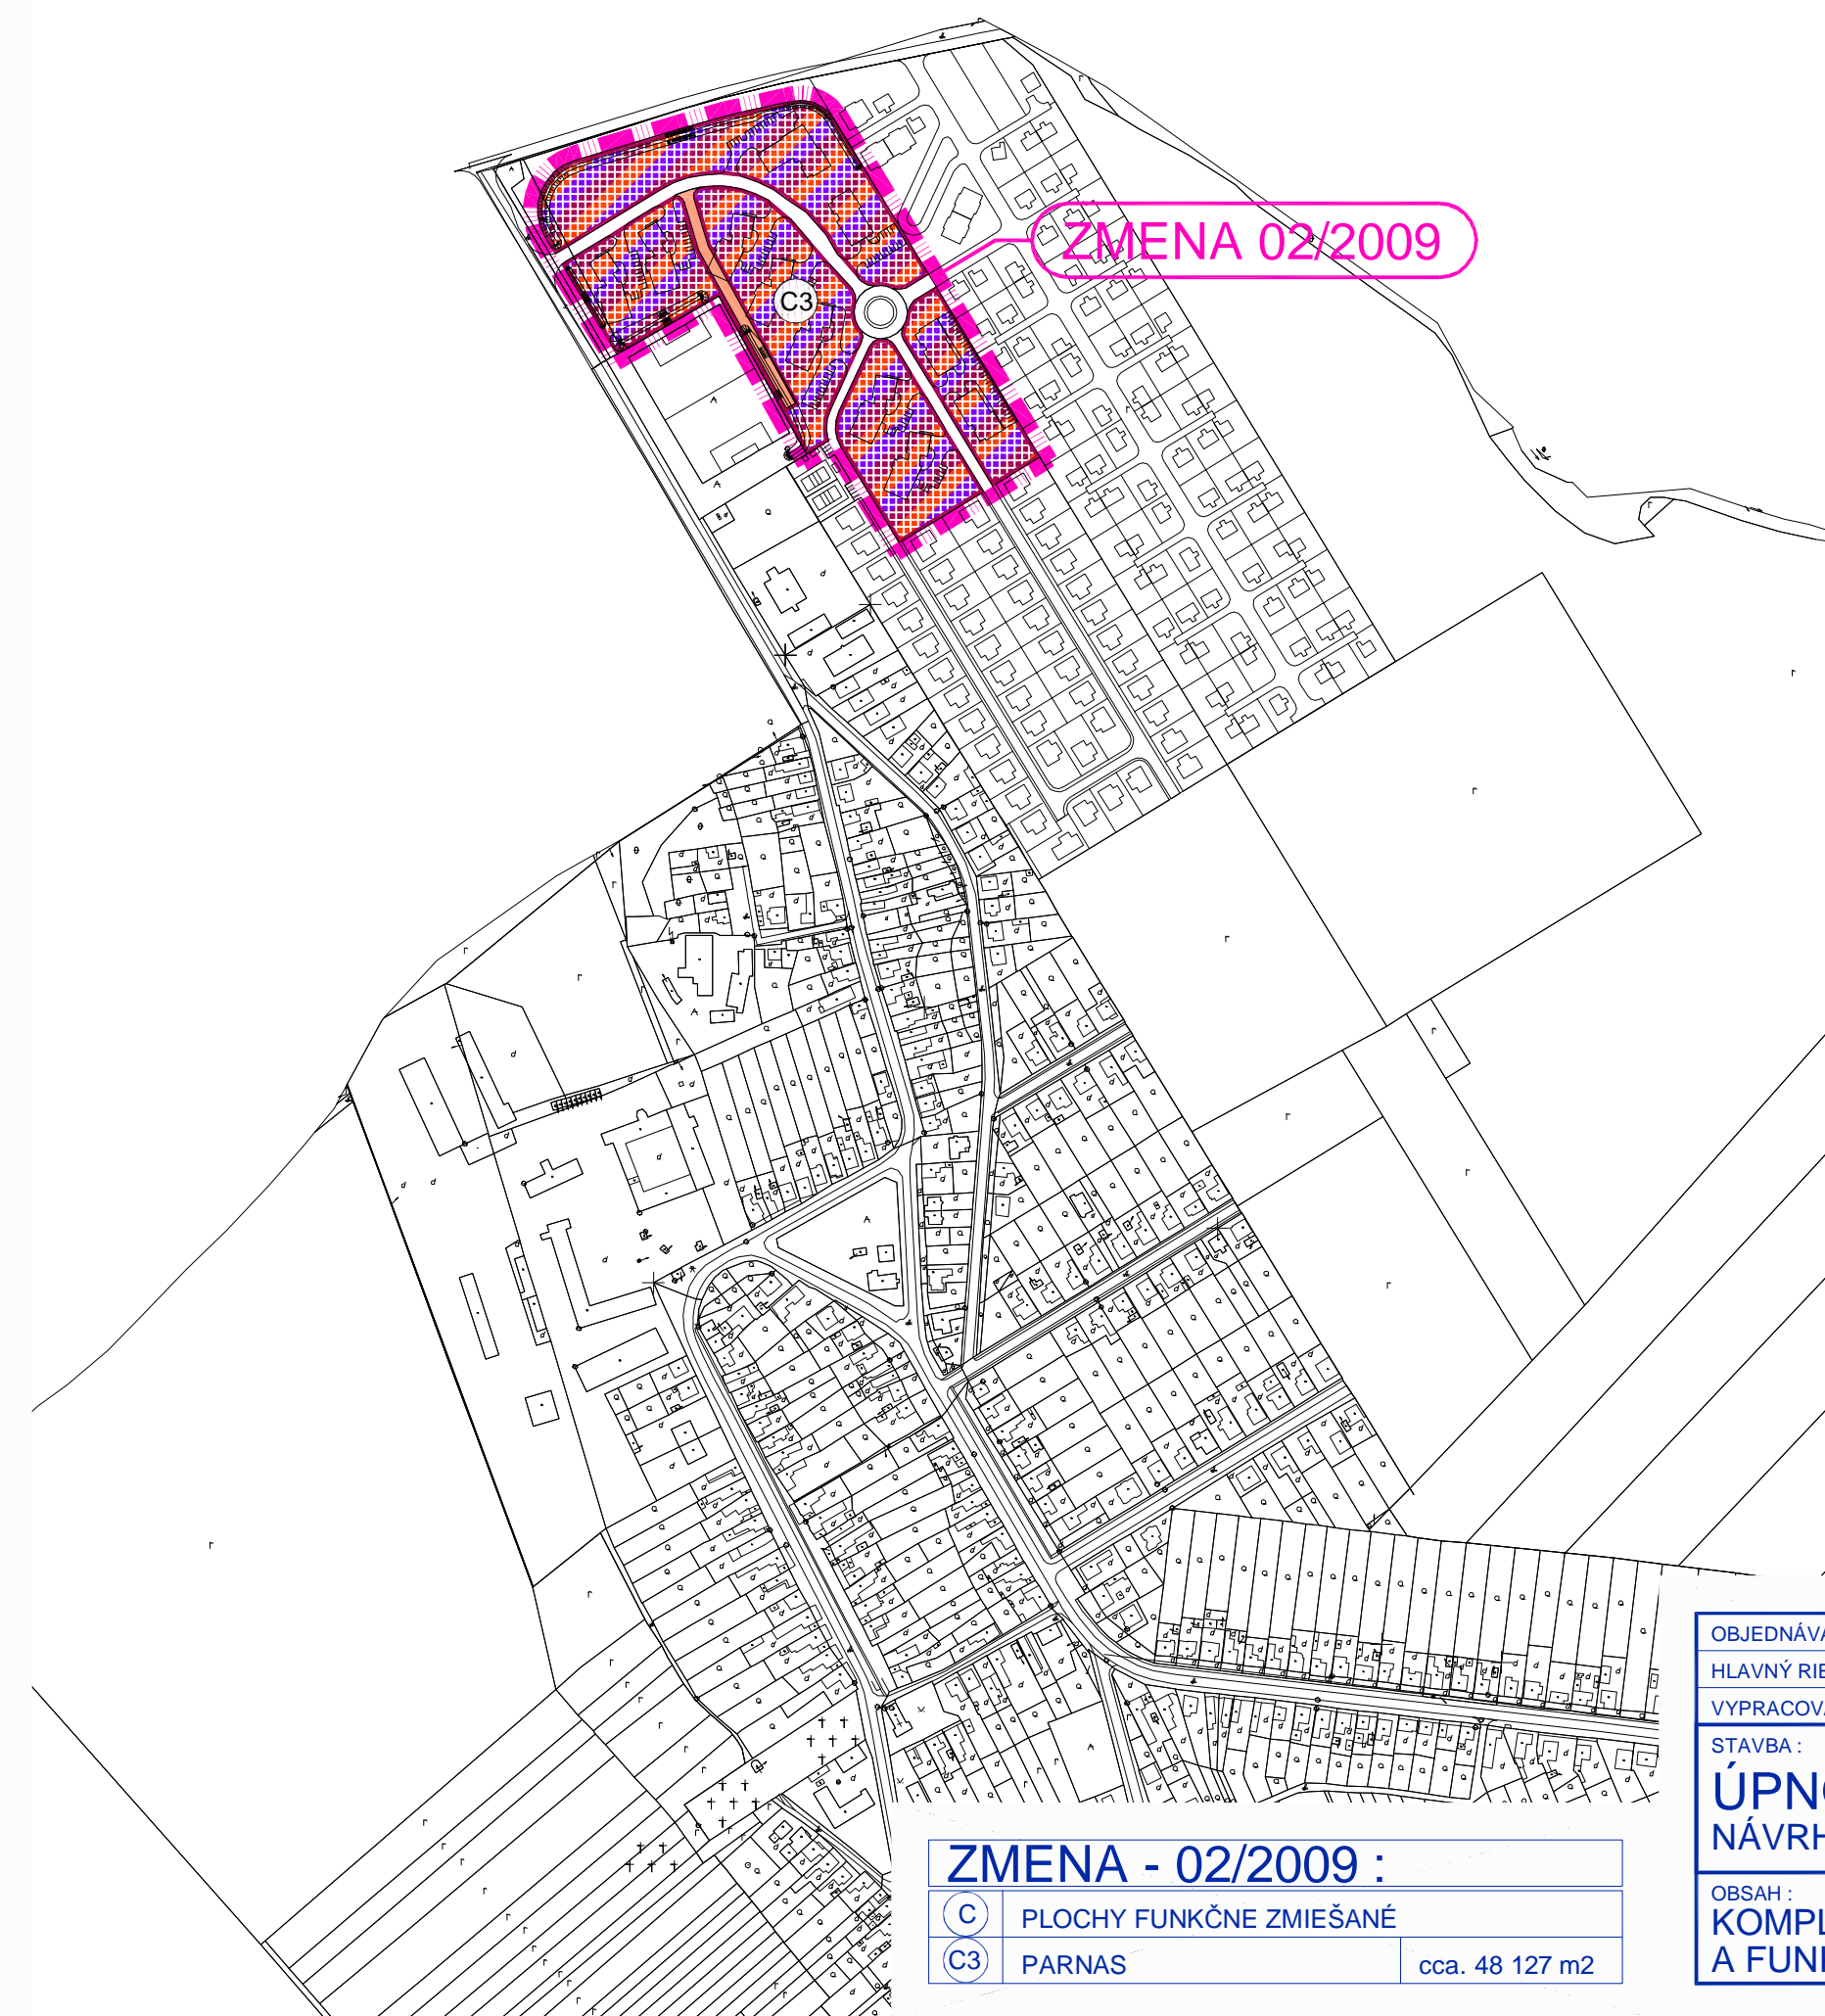 ZMENA 02/2009
C3
ZMENA - 02/2009 :
C PLOCHY FUNKČNE ZMIEŠANÉ
C3 PARNAS cca. 48 127 m2
OBJEDNÁVA
HLAVNÝ RIE
VYPRACOVA
STAVBA :
ÚPN
NÁVRH
OBSAH :
KOMPL
A FUN